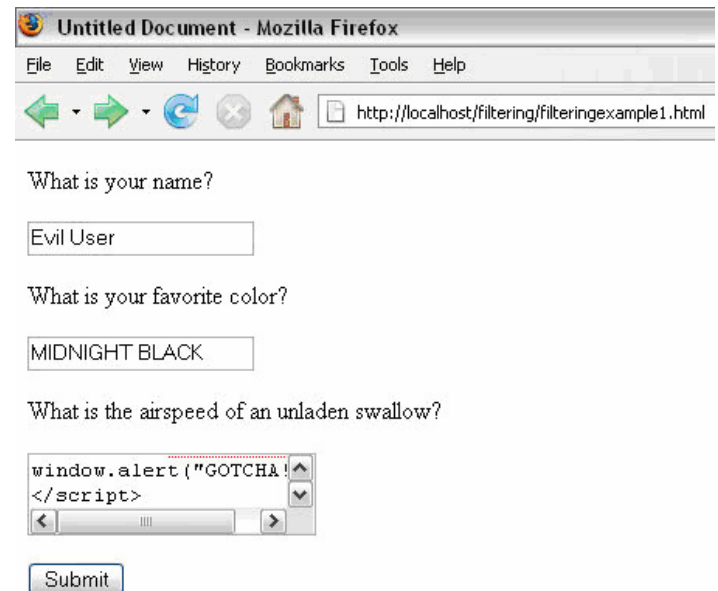 Untitled Document - Mozilla Firefox
File Edit View History Bookmarks Tools Help
http://localhost/filtering/filteringexample1.html
What is your name?
Evil User
What is your favorite color?
MIDNIGHT BLACK
What is the airspeed of an unladen swallow?
window.alert("GOTCHA!
</script>
Submit